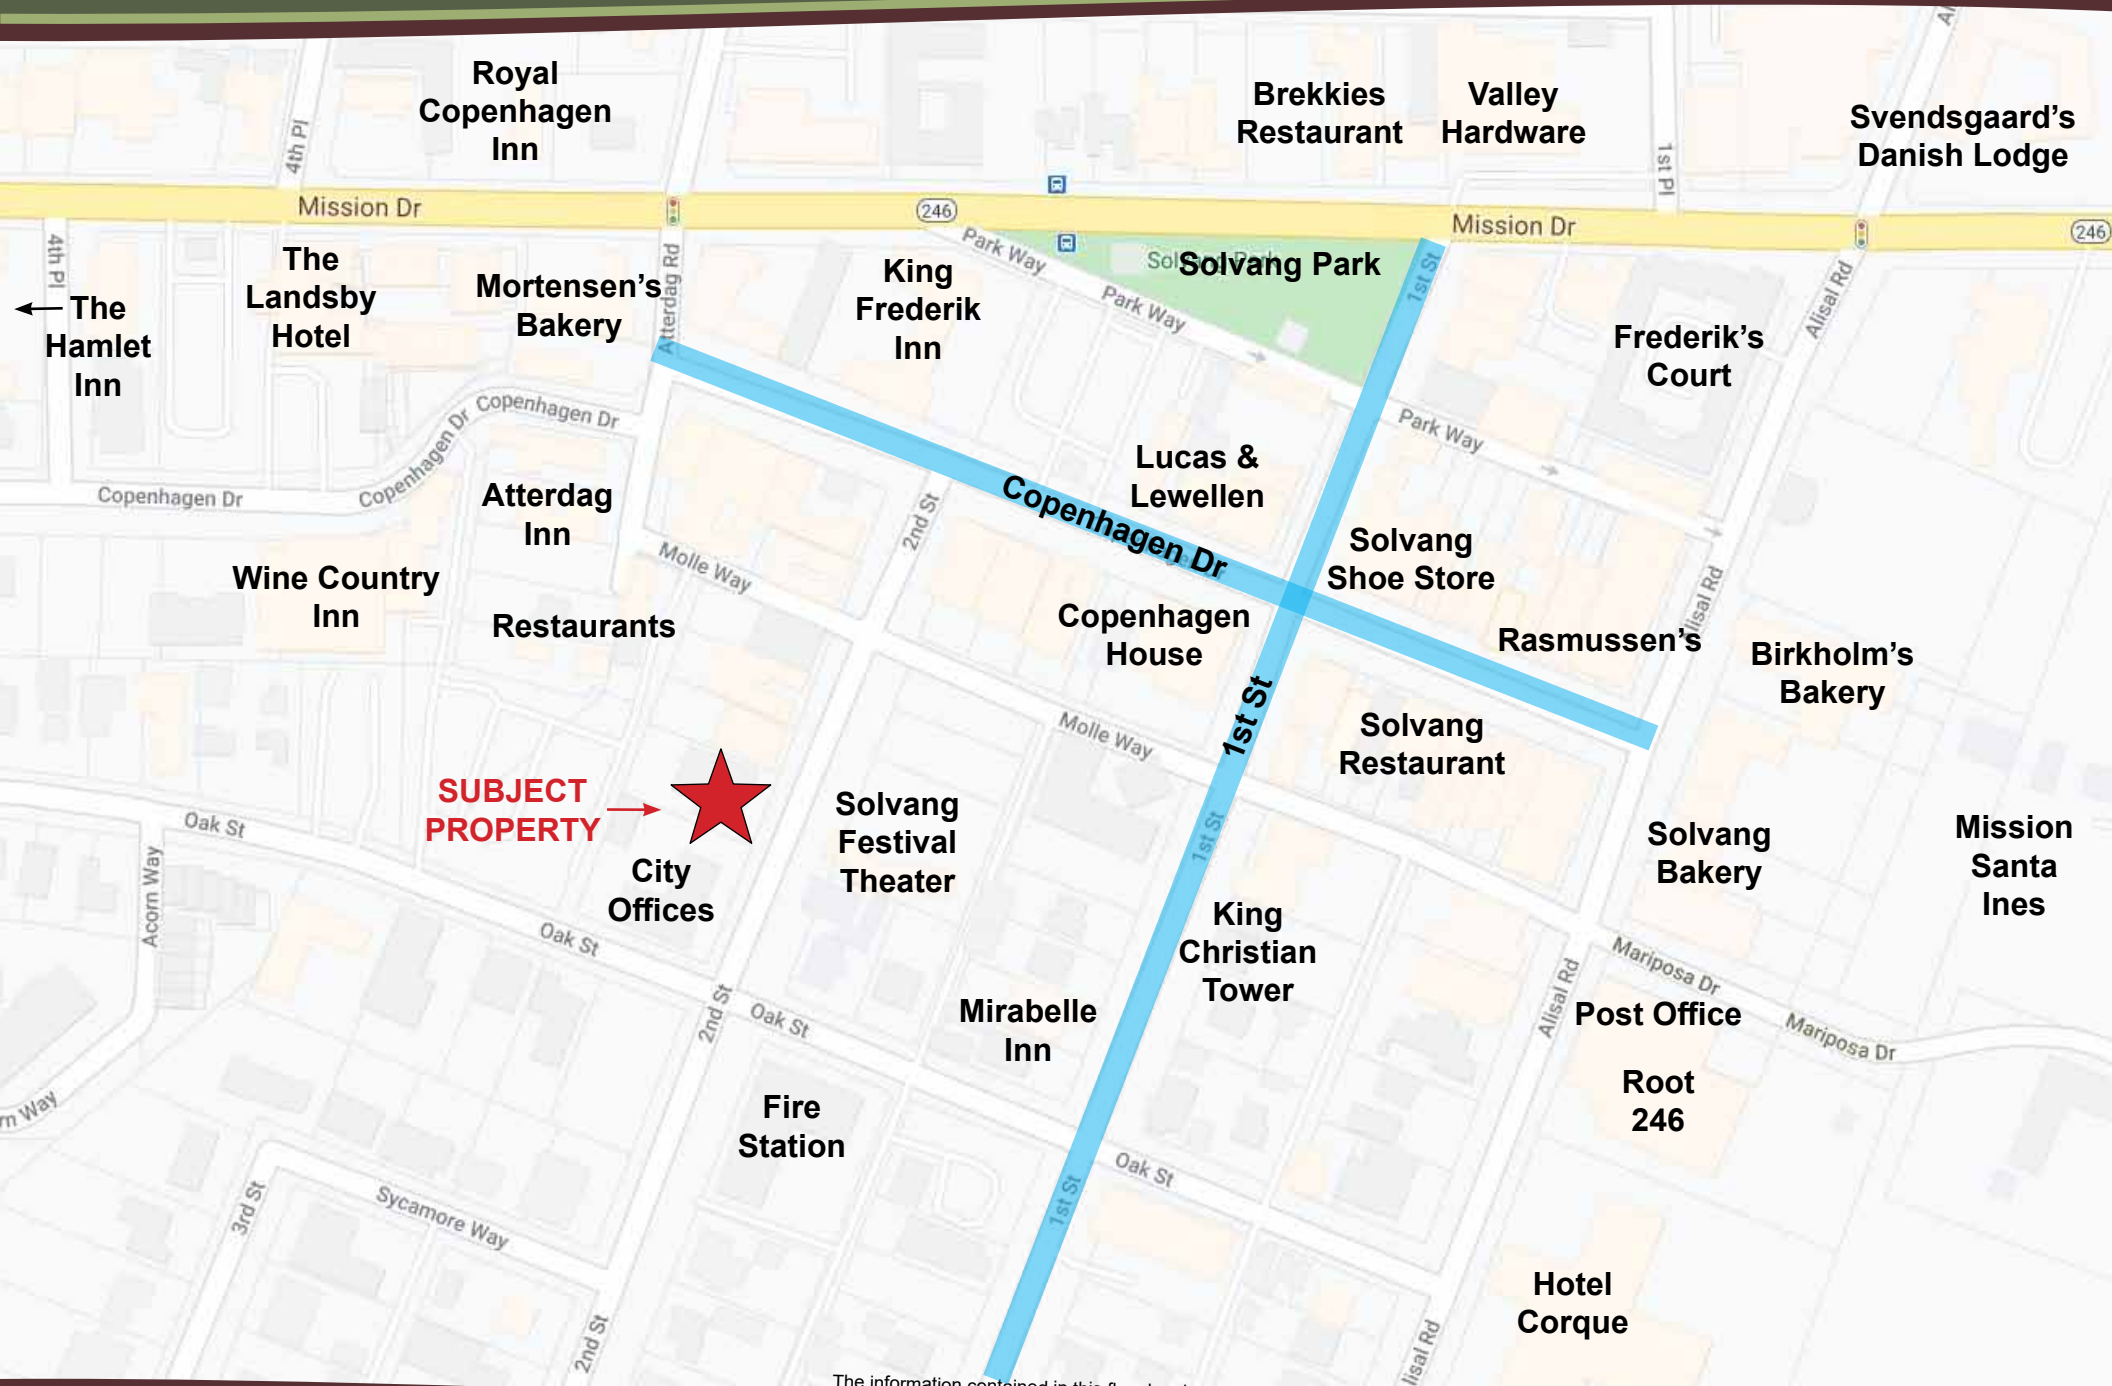 Royal
Copenhagen
Inn
Brekkies
Restaurant
Valley
Hardware
Svendsgaard's
Danish Lodge
4th Pl
1st Pl
Mission Dr
246
Mission Dr
246
4th Pl
The
Hamlet
Inn
The
Landsby
Hotel
Mortensen's
Bakery
Atterdag Rd
King
Frederik
Inn
Park Way
Park Way
Solvang Park
1st St
Frederik's
Court
Alisal Rd
Copenhagen Dr
Copenhagen Dr
Copenhagen Dr
Park Way
Atterdag
Inn
2nd St
Lucas &
Lewellen
Copenhagen Dr
Solvang
Shoe Store
Wine Country
Inn
Restaurants
Molle Way
Copenhagen
House
Rasmussen's
Alisal Rd
Birkholm's
Bakery
1st St
Molle Way
Solvang
Restaurant
SUBJECT
PROPERTY
Solvang
Festival
Theater
1st St
Solvang
Bakery
Mission
Santa
Ines
Oak St
Acorn Way
City
Offices
Oak St
King
Christian
Tower
Mariposa Dr
Alisal Rd
2nd St
Oak St
Mirabelle
Inn
Post Office
Mariposa Dr
Root
246
Fire
Station
Oak St
1st St
3rd St
Sycamore Way
Hotel
Corque
2nd St
The information contained in this